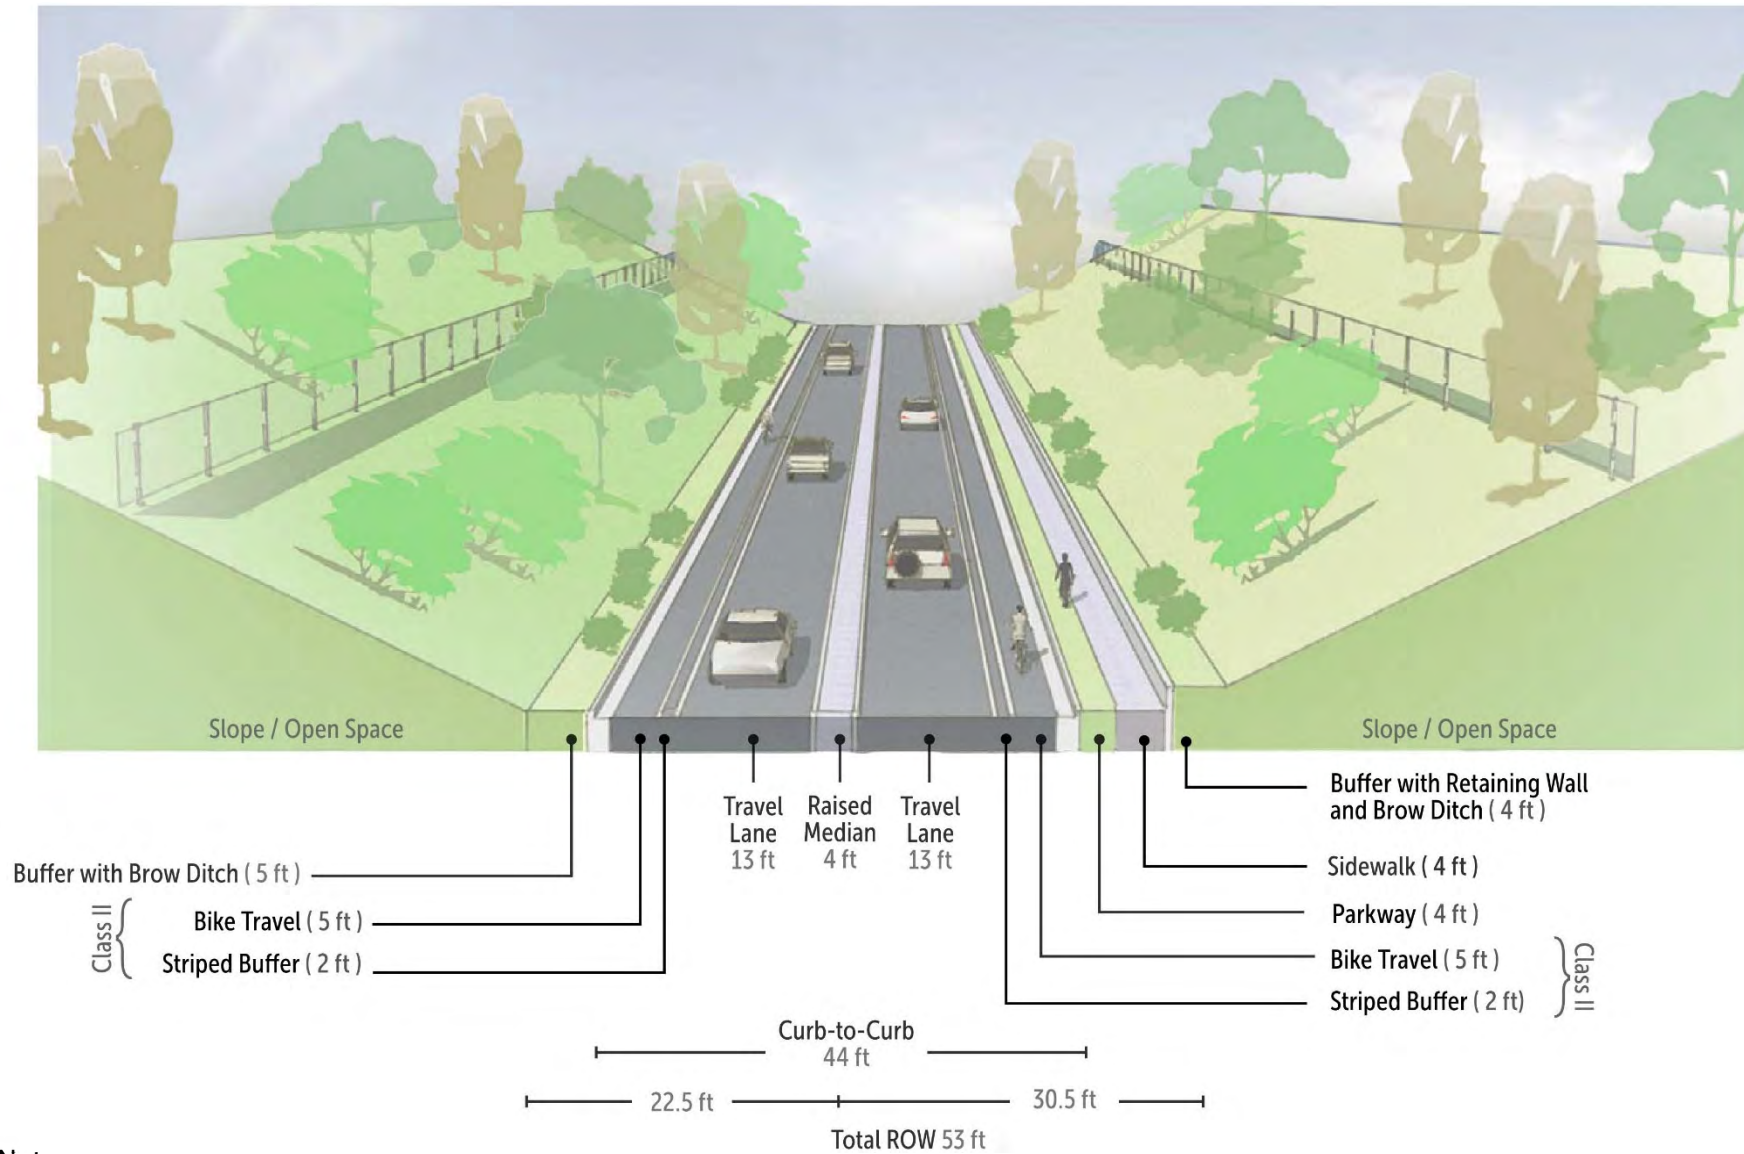 Slope / Open Space
Slope / Open Space
Travel
Lane
13 ft
Raised
Median
4 ft
Travel
Lane
13 ft
Buffer with Brow Ditch ( 5 ft )
Class II
Bike Travel ( 5 ft )
Striped Buffer ( 2 ft )
Buffer with Retaining Wall
and Brow Ditch ( 4 ft )
Sidewalk ( 4 ft )
Parkway ( 4 ft )
Bike Travel ( 5 ft )
Striped Buffer ( 2 ft)
Class II
Curb-to-Curb
44 ft
22.5 ft
30.5 ft
Total ROW 53 ft